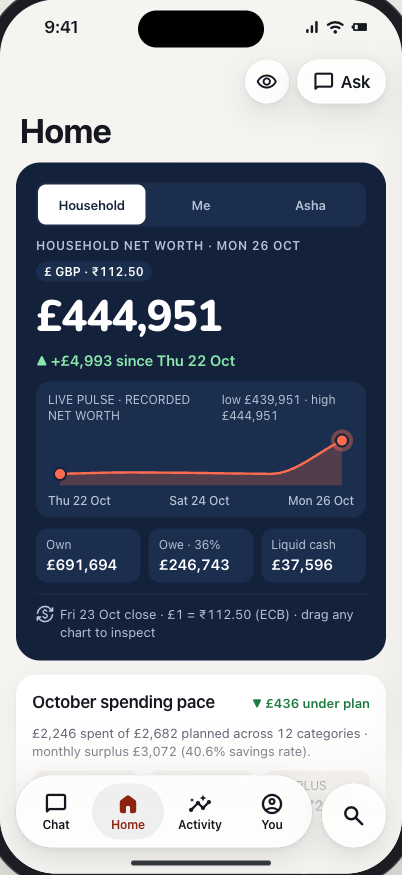 9:41
Ask
Home
Household
Me
Asha
HOUSEHOLD NET WORTH · MON 26 OCT
£ GBP · ₹112.50
£444,951
▲ +£4,993 since Thu 22 Oct
LIVE PULSE · RECORDED
NET WORTH
low £439,951 · high
£444,951
Thu 22 Oct
Sat 24 Oct
Mon 26 Oct
Own
£691,694
Owe · 36%
£246,743
Liquid cash
£37,596
Fri 23 Oct close · £1 = ₹112.50 (ECB) · drag any
chart to inspect
October spending pace
▼ £436 under plan
£2,246 spent of £2,682 planned across 12 categories ·
monthly surplus £3,072 (40.6% savings rate).
Chat
Home
Activity
You